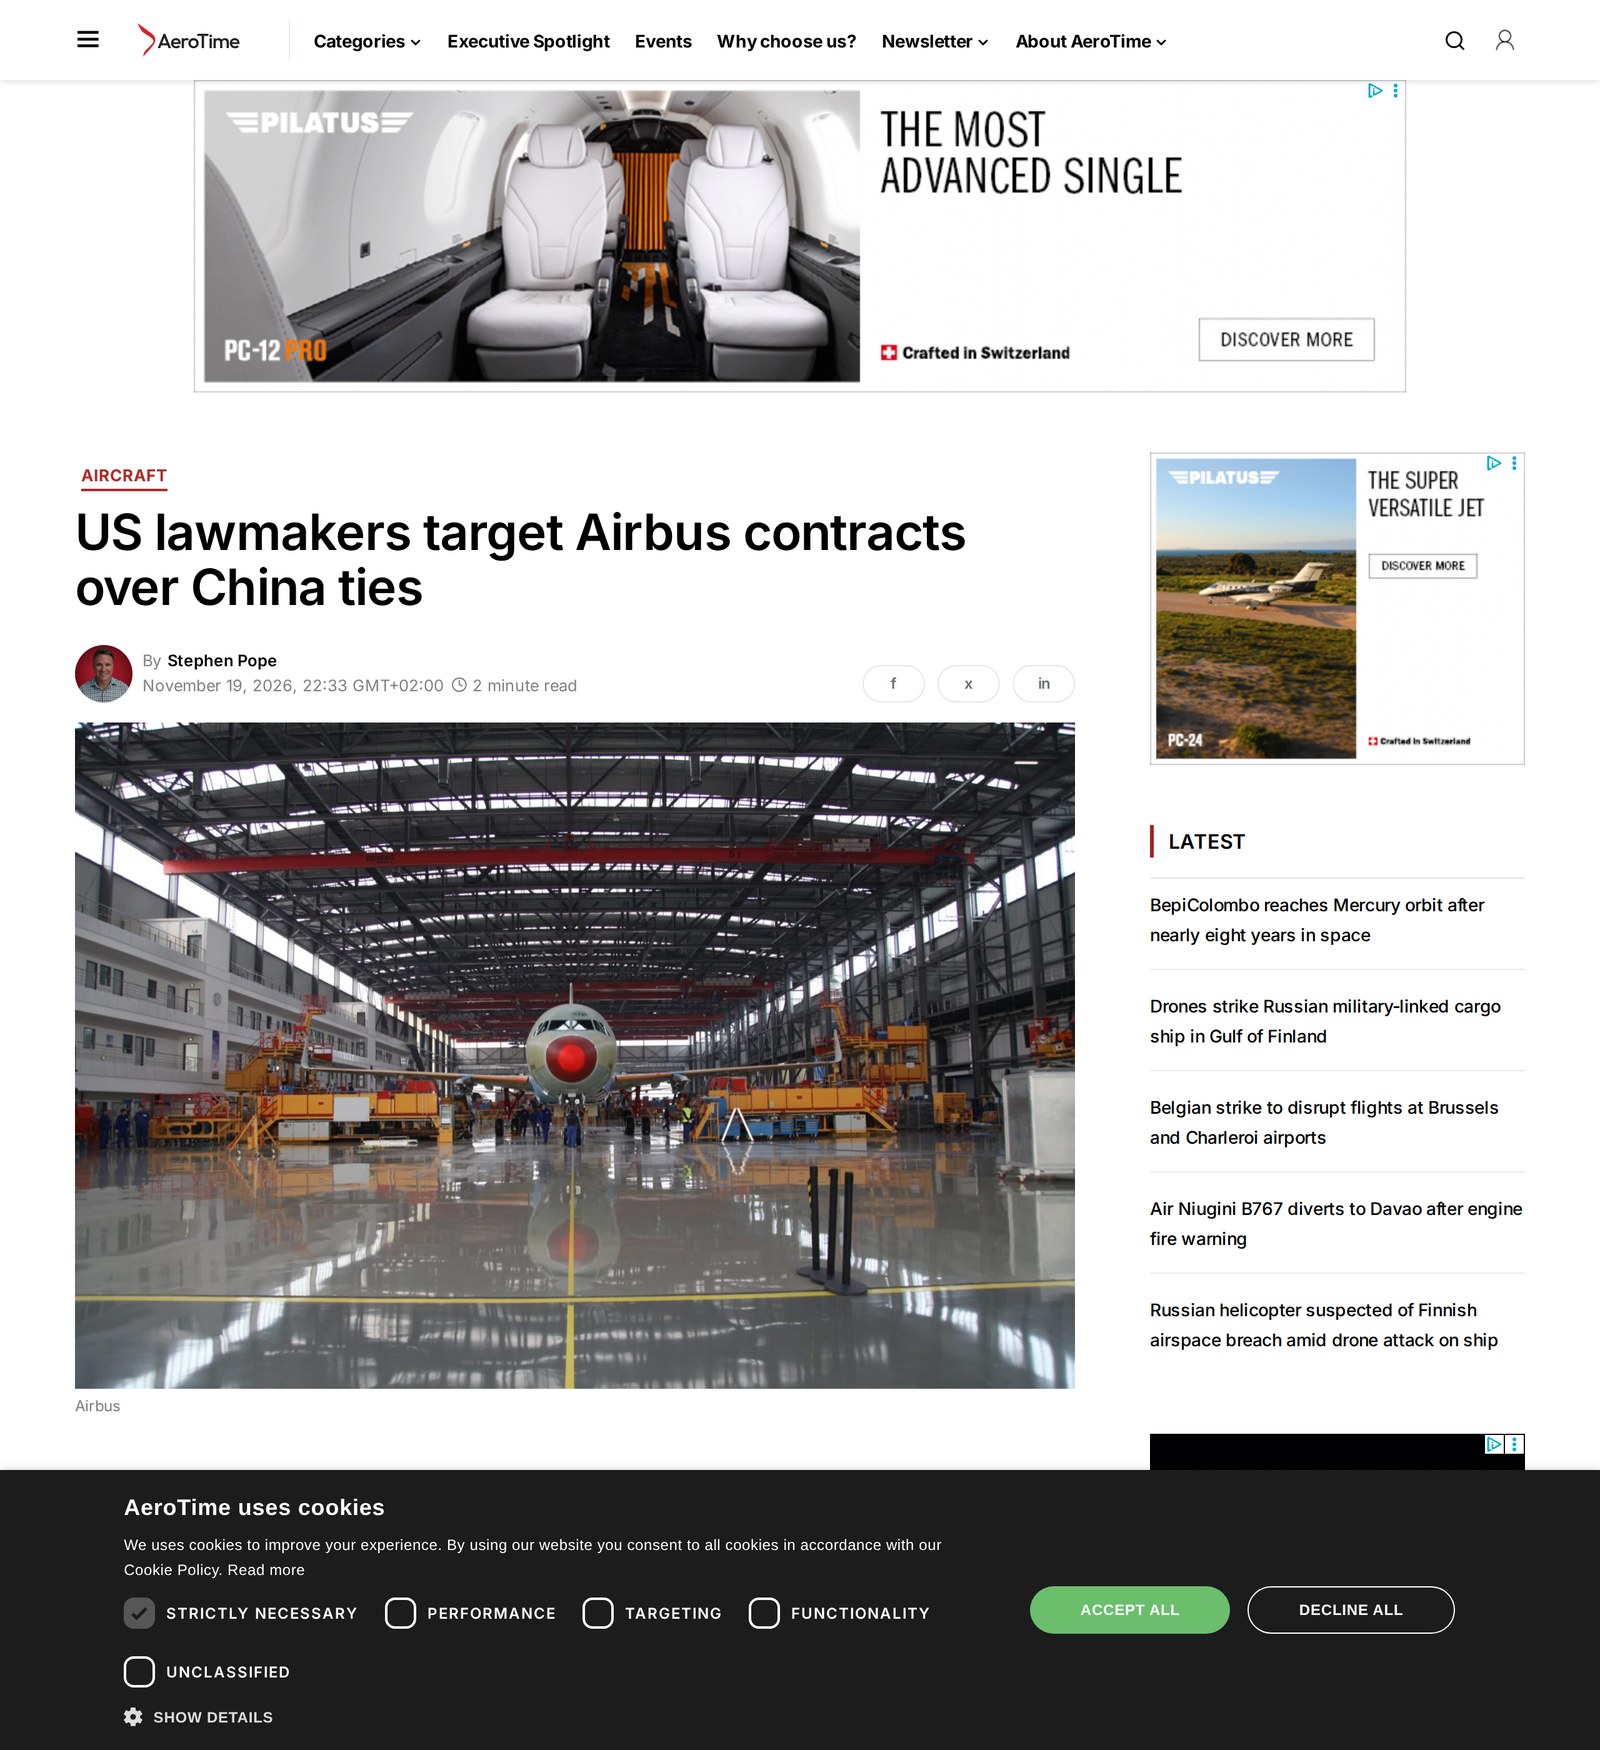 AeroTime
Categories
Executive Spotlight
Events
Why choose us?
Newsletter
About AeroTime
PILATUS
PC-12 PRO
THE MOST
ADVANCED SINGLE
Crafted in Switzerland
DISCOVER MORE
AIRCRAFT
US lawmakers target Airbus contracts
over China ties
By Stephen Pope
November 19, 2026, 22:33 GMT+02:00 2 minute read
f
x
in
Airbus
PILATUS
PC-24
THE SUPER
VERSATILE JET
DISCOVER MORE
Crafted in Switzerland
LATEST
BepiColombo reaches Mercury orbit after
nearly eight years in space
Drones strike Russian military-linked cargo
ship in Gulf of Finland
Belgian strike to disrupt flights at Brussels
and Charleroi airports
Air Niugini B767 diverts to Davao after engine
fire warning
Russian helicopter suspected of Finnish
airspace breach amid drone attack on ship
AeroTime uses cookies
We uses cookies to improve your experience. By using our website you consent to all cookies in accordance with our
Cookie Policy. Read more
STRICTLY NECESSARY
PERFORMANCE
TARGETING
FUNCTIONALITY
UNCLASSIFIED
SHOW DETAILS
ACCEPT ALL
DECLINE ALL